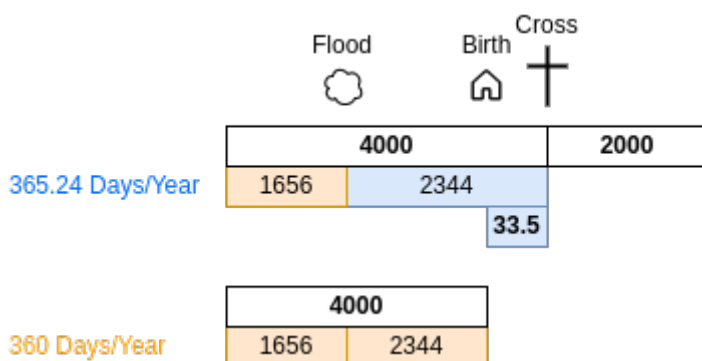 Cross
Flood Birth
4000 2000
365.24 Days/Year 1656 2344
33.5
4000
360 Days/Year 1656 2344